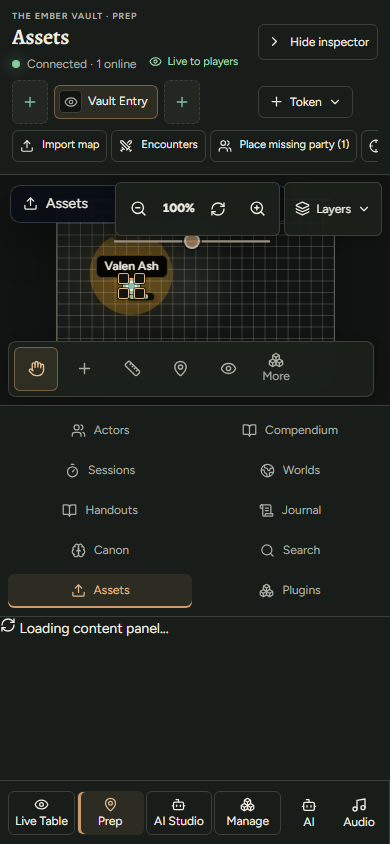 THE EMBER VAULT · PREP
Assets
Connected · 1 online
Live to players
Hide inspector
Vault Entry
Token
Import map
Encounters
Place missing party (1)
Assets
100%
Layers
Valen Ash
More
Actors
Compendium
Sessions
Worlds
Handouts
Journal
Canon
Search
Assets
Plugins
Loading content panel...
Live Table
Prep
AI Studio
Manage
AI
Audio